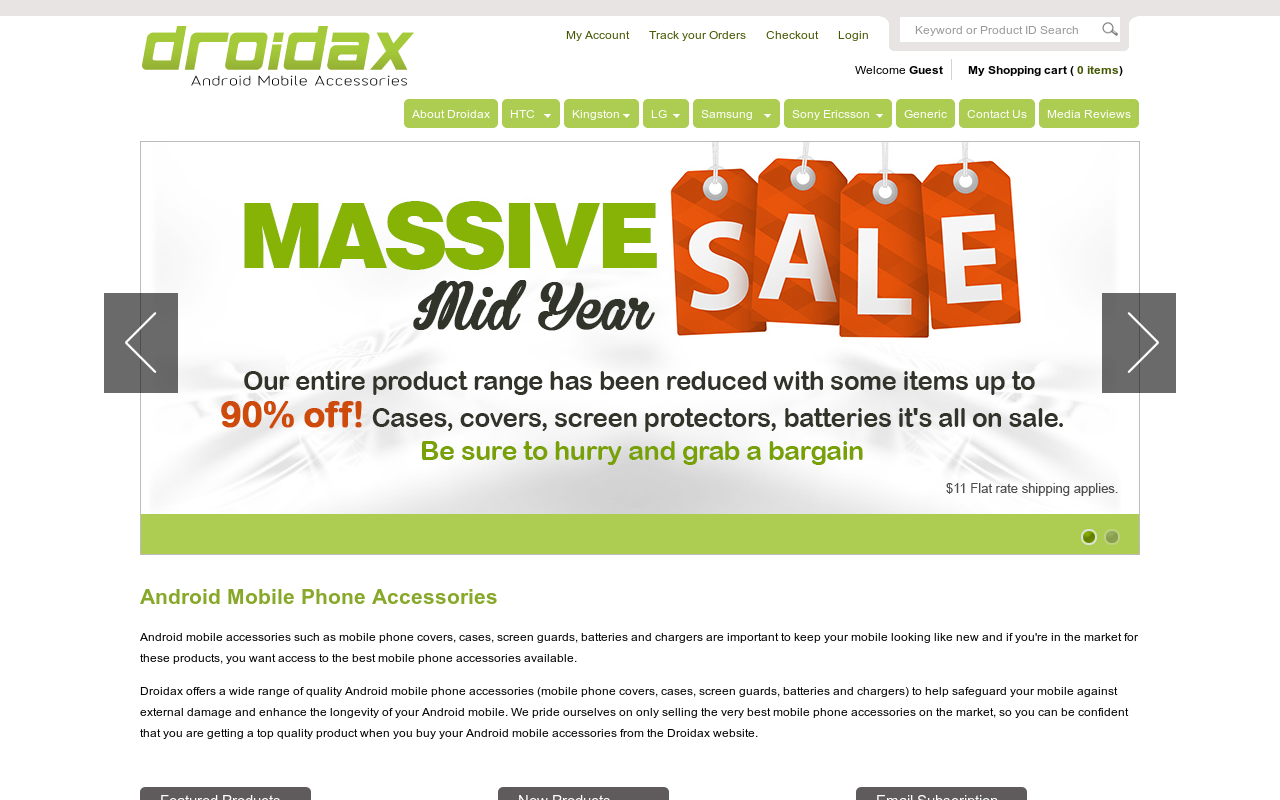 droidax
Android Mobile Accessories
My Account Track your Orders Checkout Login
Keyword or Product ID Search
Welcome Guest
My Shopping cart ( 0 items)
About Droidax HTC Kingston LG Samsung Sony Ericsson Generic Contact Us Media Reviews
MASSIVE SALE
Mid Year
Our entire product range has been reduced with some items up to
90% off! Cases, covers, screen protectors, batteries it's all on sale.
Be sure to hurry and grab a bargain
$11 Flat rate shipping applies.
Android Mobile Phone Accessories
Android mobile accessories such as mobile phone covers, cases, screen guards, batteries and chargers are important to keep your mobile looking like new and if you're in the market for
these products, you want access to the best mobile phone accessories available.
Droidax offers a wide range of quality Android mobile phone accessories (mobile phone covers, cases, screen guards, batteries and chargers) to help safeguard your mobile against
external damage and enhance the longevity of your Android mobile. We pride ourselves on only selling the very best mobile phone accessories on the market, so you can be confident
that you are getting a top quality product when you buy your Android mobile accessories from the Droidax website.
Featured Products New Products Email Subscription